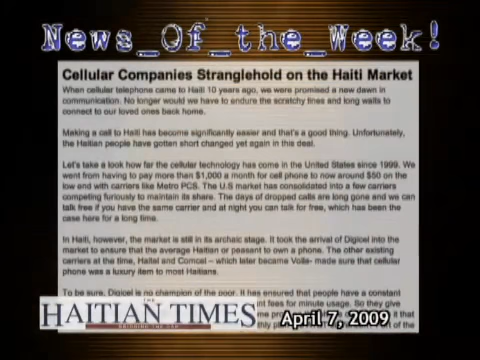 News_Of_the_Week!
Cellular Companies Stranglehold on the Haiti Market
When cellular telephone came to Haiti 10 years ago, we were promised a new dawn in
communication. No longer would we have to endure the scratchy lines and long waits to
connect to our loved ones back home.
Making a call to Haiti has become significantly easier and that's a good thing. Unfortunately,
the Haitian people have gotten short changed yet again in this deal.
Let's take a look how far the cellular technology has come in the United States since 1999. We
went from having to pay more than $1,000 a month for cell phone to now around $50 on the
low end with carriers like Metro PCS. The U.S market has consolidated into a few carriers
competing furiously to maintain its share. The days of dropped calls are long gone and we can
talk free if you have the same carrier and at night you can talk for free, which has been the
case here for a long time.
In Haiti, however, the market is still in its archaic stage. It took the arrival of Digicel into the
market to ensure that the average Haitian or peasant to own a phone. The other existing
carriers at the time, Haitel and Comcel – which later became Voila- made sure that cellular
phone was a luxury item to most Haitians.
To be sure, Digicel is no champion of the poor. It has ensured that people have a constant
nt fees for minute usage. So they give
it that
of the
THE
HAITIAN TIMES
BRIDGING THE GAP
April 7, 2009